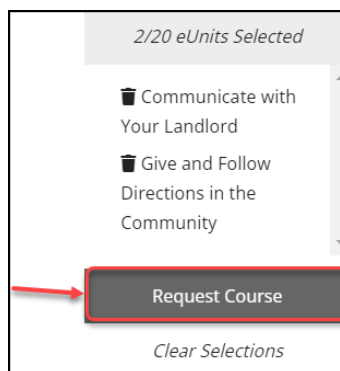 2/20 eUnits Selected
Communicate with
Your Landlord
Give and Follow
Directions in the
Community
Request Course
Clear Selections